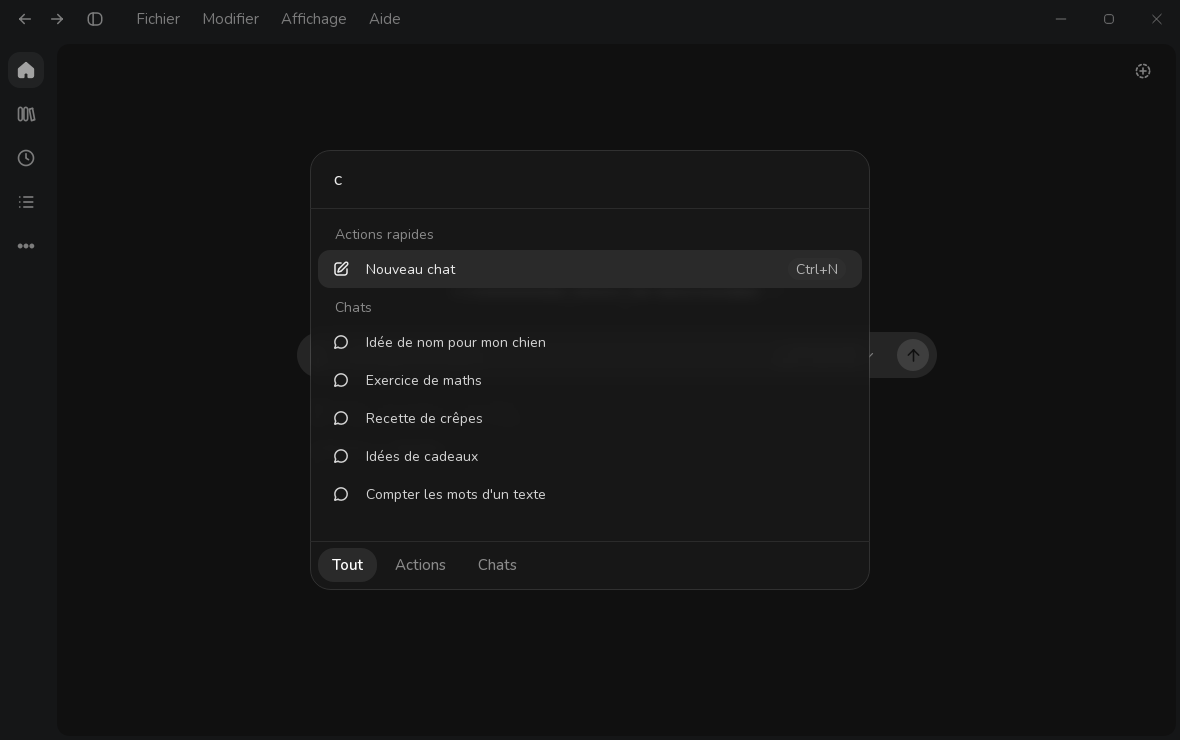 Fichier Modifier Affichage Aide
c
Actions rapides
Nouveau chat Ctrl+N
Chats
Idée de nom pour mon chien
Exercice de maths
Recette de crêpes
Idées de cadeaux
Compter les mots d'un texte
Tout Actions Chats